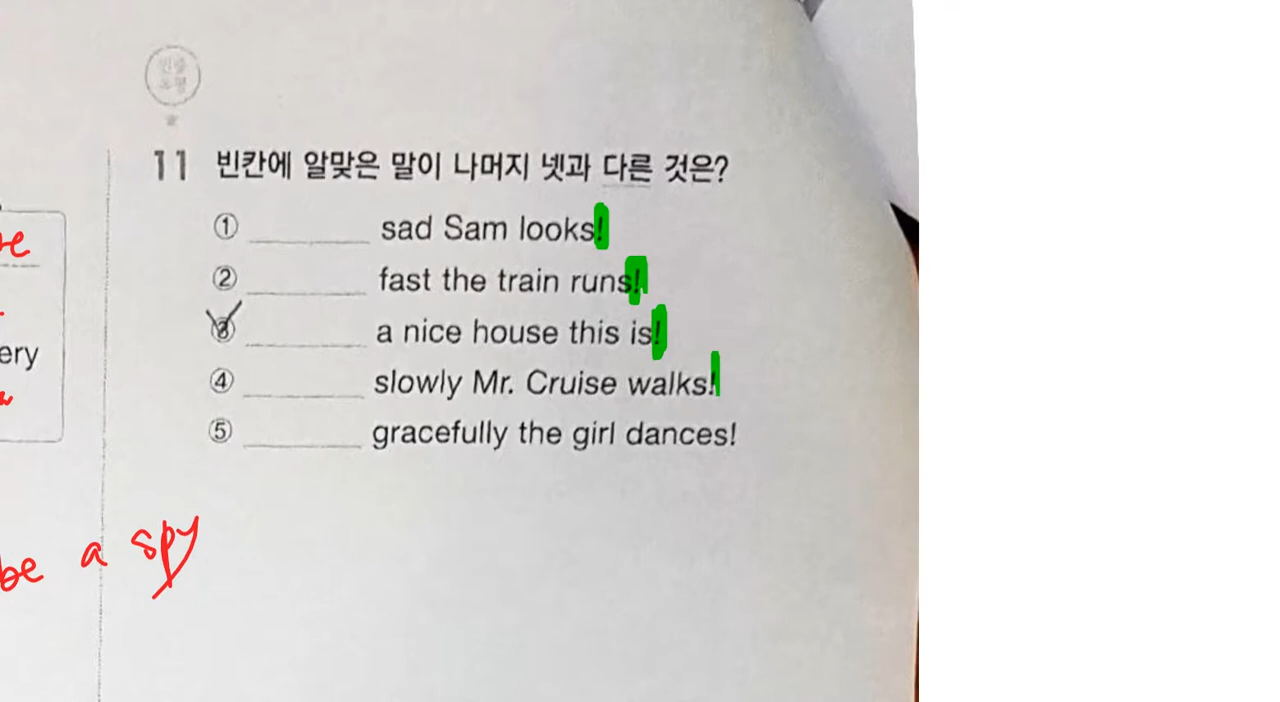 11 빈칸에 알맞은 말이 나머지 넷과 다른 것은?
① ________ sad Sam looks!
② ________ fast the train runs!
③ ________ a nice house this is!
④ ________ slowly Mr. Cruise walks!
⑤ ________ gracefully the girl dances!
ery
be a spy